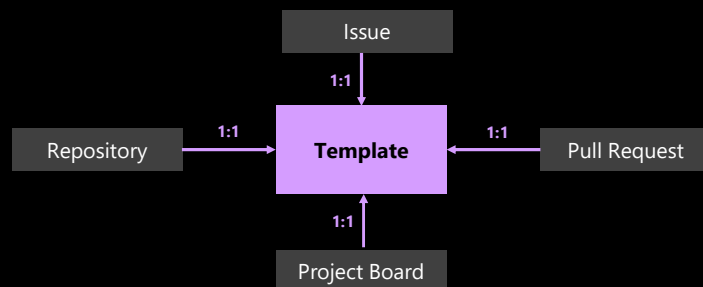 Issue
1:1
1:1
1:1
Repository
Template
Pull Request
1:1
Project Board